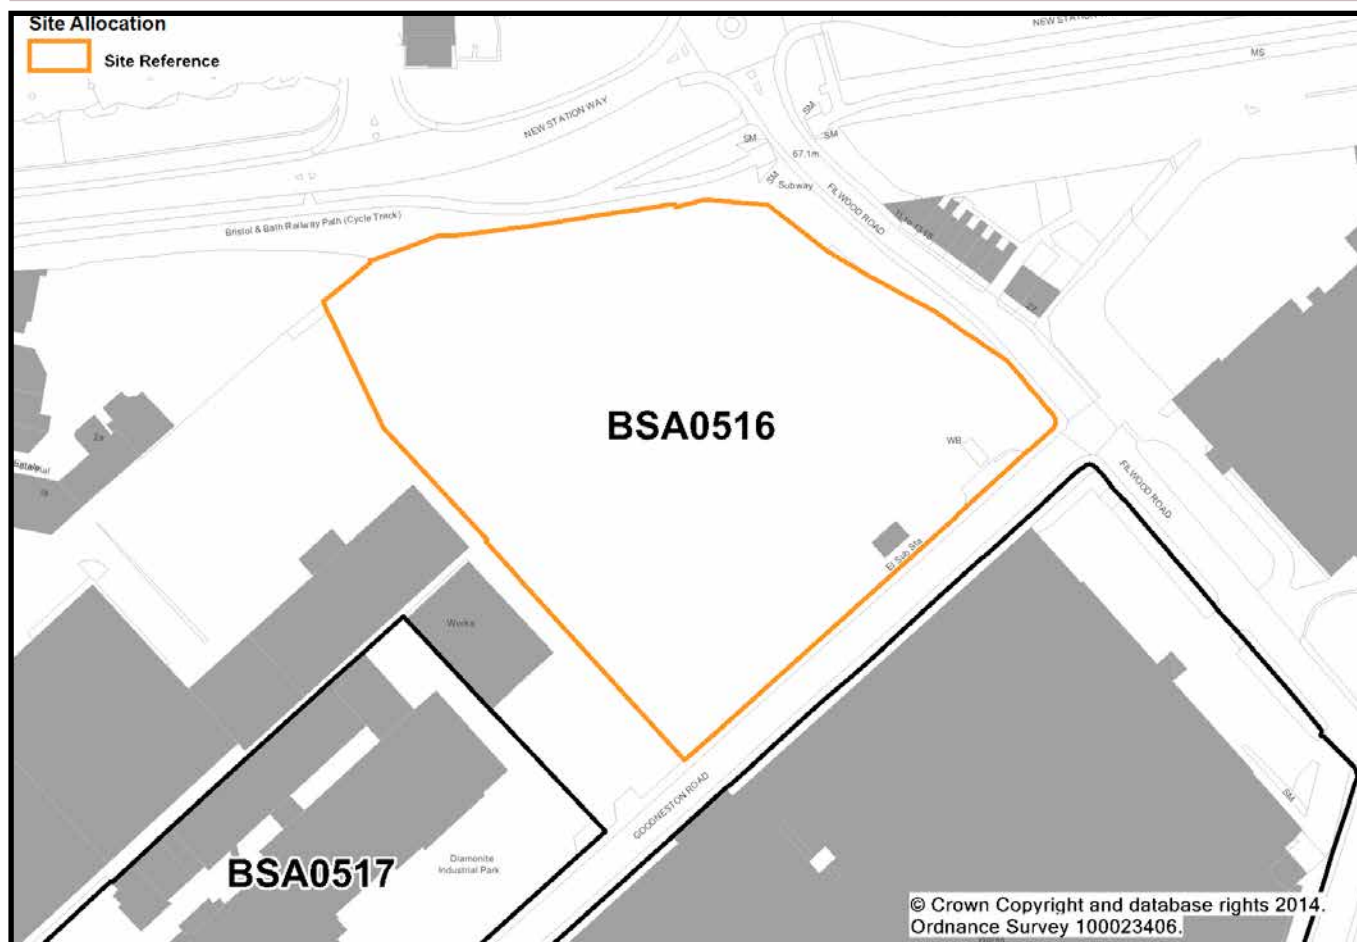 Site Allocation
Site Reference
NEW STATION WAY
MS
SM
SM
SM
67.1m
SM
Subway
FILWOOD ROAD
Bristol & Bath Railway Path (Cycle Track)
27
BSA0516
WB
FILWOOD ROAD
El Sub Sta
Works
GOODNESTON ROAD
SM
BSA0517
Diamonite
Industrial Park
© Crown Copyright and database rights 2014.
Ordnance Survey 100023406.